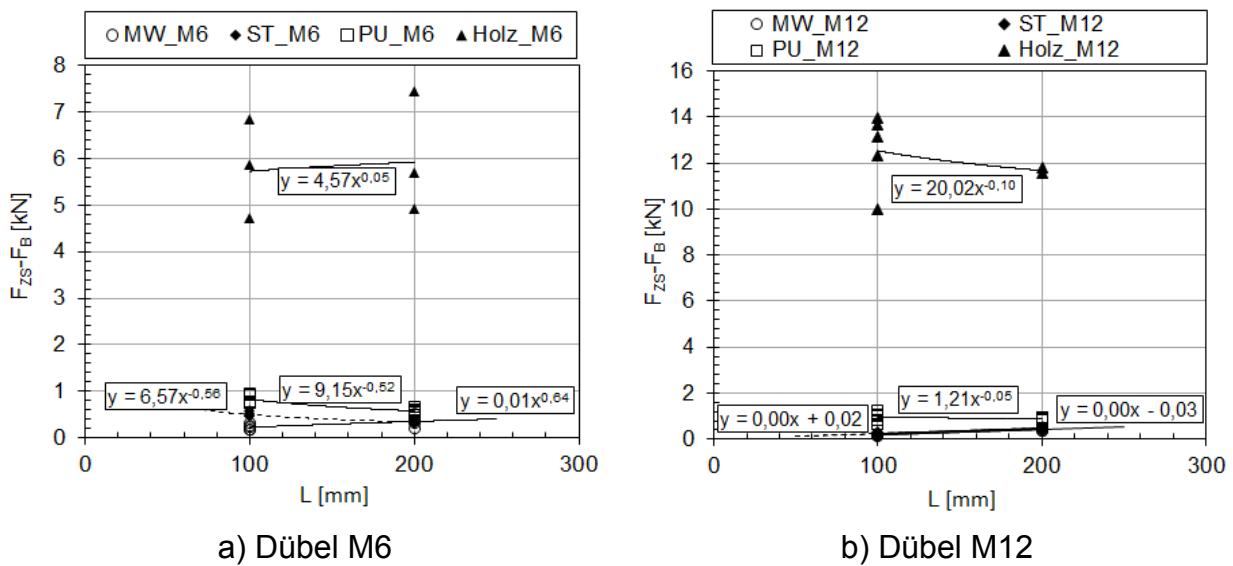 MW_M6 ST_M6 PU_M6 Holz_M6
8
7
6
5
4
3
2
1
0
F_ZS-F_B [kN]
y = 4,57x^0,05
y = 6,57x^-0,56
y = 9,15x^-0,52
y = 0,01x^0,64
0 100 200 300
L [mm]
a) Dübel M6
MW_M12 ST_M12
PU_M12 Holz_M12
16
14
12
10
8
6
4
2
0
F_ZS-F_B [kN]
y = 20,02x^-0,10
y = 0,00x + 0,02
y = 1,21x^-0,05
y = 0,00x - 0,03
0 100 200 300
L [mm]
b) Dübel M12